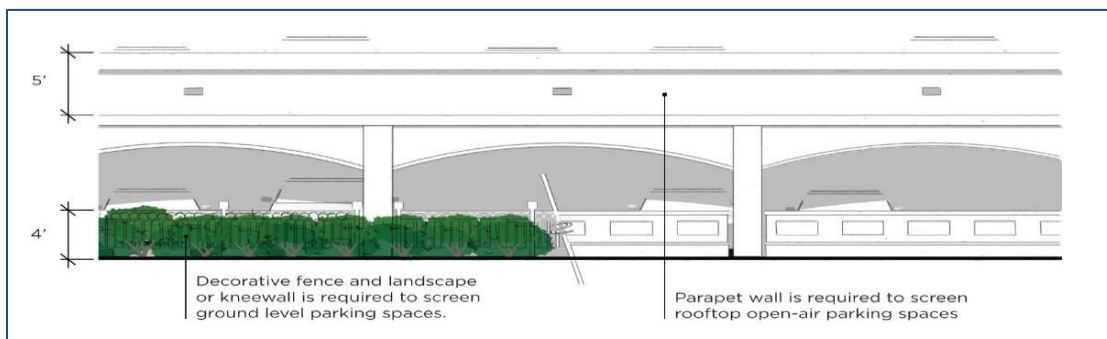 5'
4'
Decorative fence and landscape
or kneewall is required to screen
ground level parking spaces.
Parapet wall is required to screen
rooftop open-air parking spaces